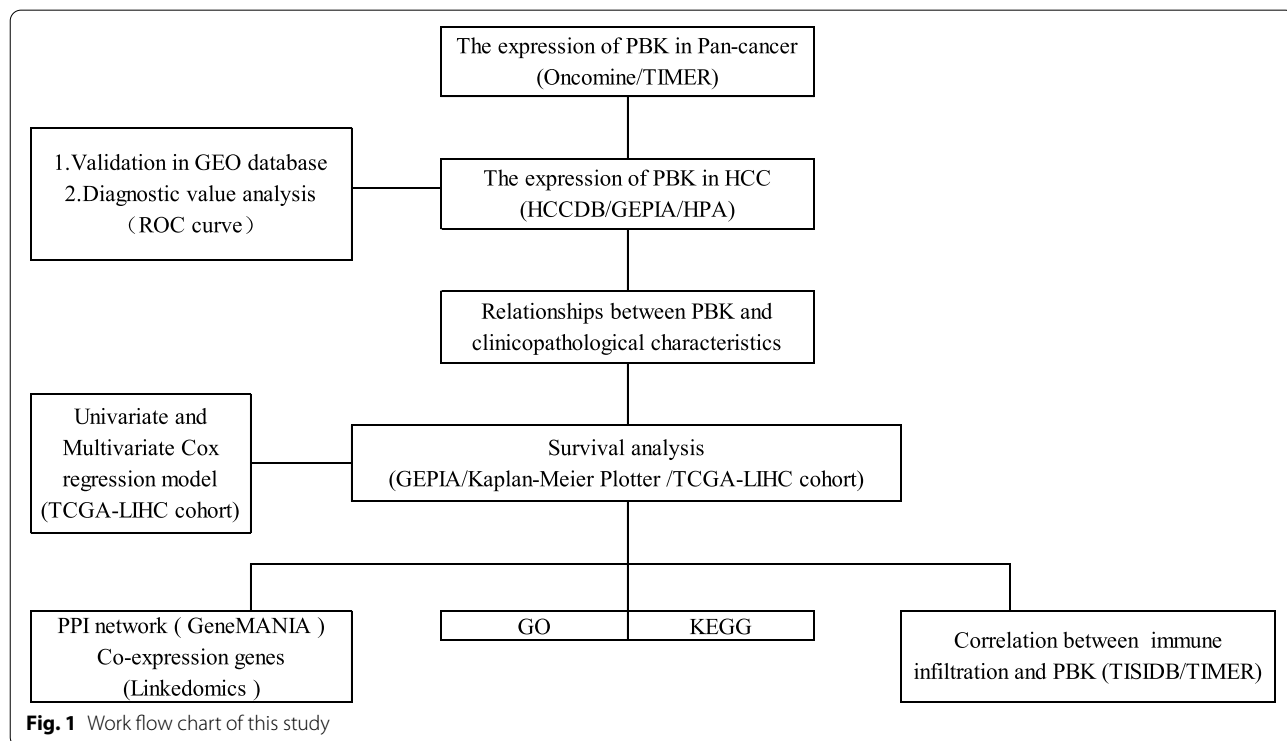 The expression of PBK in Pan-cancer
(Oncomine/TIMER)
1.Validation in GEO database
2.Diagnostic value analysis
（ROC curve）
The expression of PBK in HCC
(HCCDB/GEPIA/HPA)
Relationships between PBK and
clinicopathological characteristics
Univariate and
Multivariate Cox
regression model
(TCGA-LIHC cohort)
Survival analysis
(GEPIA/Kaplan-Meier Plotter /TCGA-LIHC cohort)
PPI network ( GeneMANIA )
Co-expression genes
(Linkedomics )
GO
KEGG
Correlation between immune
infiltration and PBK (TISIDB/TIMER)
Fig. 1 Work flow chart of this study